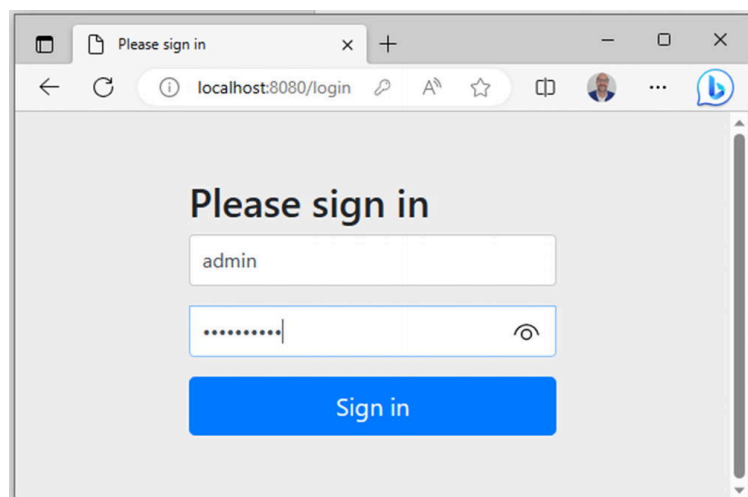 Please sign in
localhost:8080/login
Please sign in
admin
••••••••••
Sign in